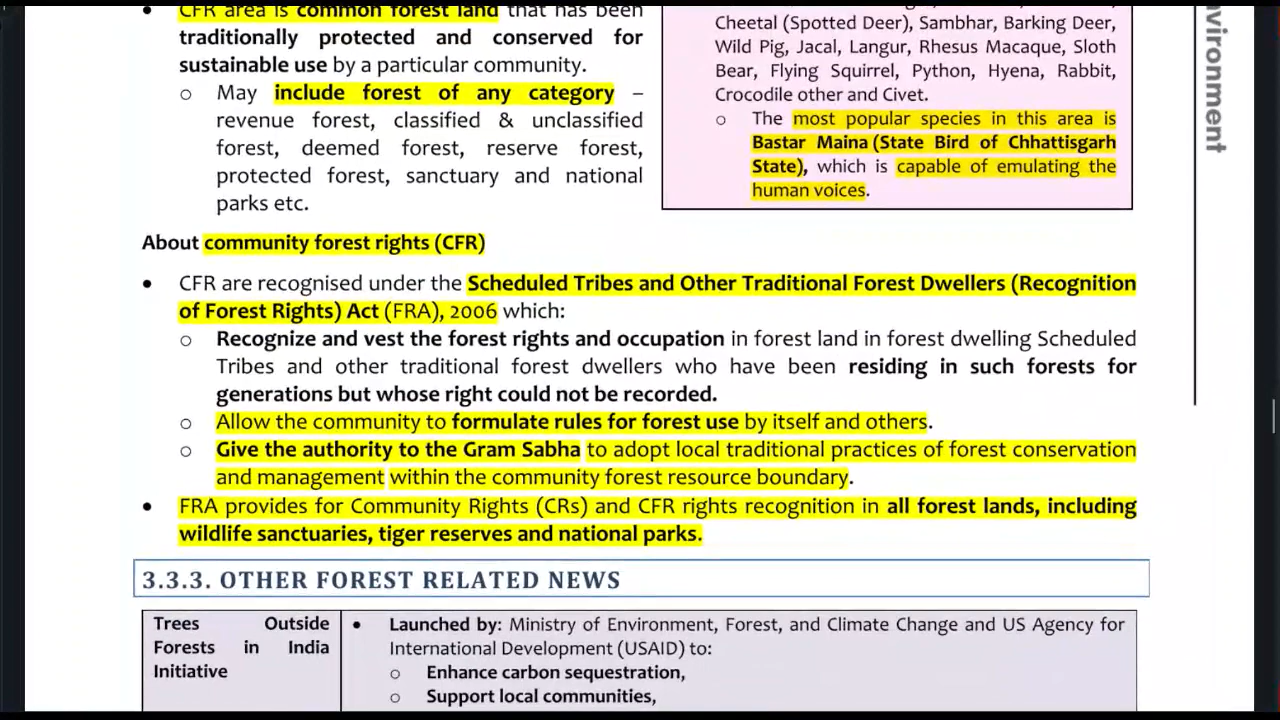 CFR area is common forest land that has been
traditionally protected and conserved for
sustainable use by a particular community.
o May include forest of any category –
revenue forest, classified & unclassified
forest, deemed forest, reserve forest,
protected forest, sanctuary and national
parks etc.
Cheetal (Spotted Deer), Sambhar, Barking Deer,
Wild Pig, Jacal, Langur, Rhesus Macaque, Sloth
Bear, Flying Squirrel, Python, Hyena, Rabbit,
Crocodile other and Civet.
o The most popular species in this area is
Bastar Maina (State Bird of Chhattisgarh
State), which is capable of emulating the
human voices.
About community forest rights (CFR)
• CFR are recognised under the Scheduled Tribes and Other Traditional Forest Dwellers (Recognition
of Forest Rights) Act (FRA), 2006 which:
o Recognize and vest the forest rights and occupation in forest land in forest dwelling Scheduled
Tribes and other traditional forest dwellers who have been residing in such forests for
generations but whose right could not be recorded.
o Allow the community to formulate rules for forest use by itself and others.
o Give the authority to the Gram Sabha to adopt local traditional practices of forest conservation
and management within the community forest resource boundary.
• FRA provides for Community Rights (CRs) and CFR rights recognition in all forest lands, including
wildlife sanctuaries, tiger reserves and national parks.
3.3.3. OTHER FOREST RELATED NEWS
Trees Outside
Forests in India
Initiative
• Launched by: Ministry of Environment, Forest, and Climate Change and US Agency for
International Development (USAID) to:
o Enhance carbon sequestration,
o Support local communities,
nvironment